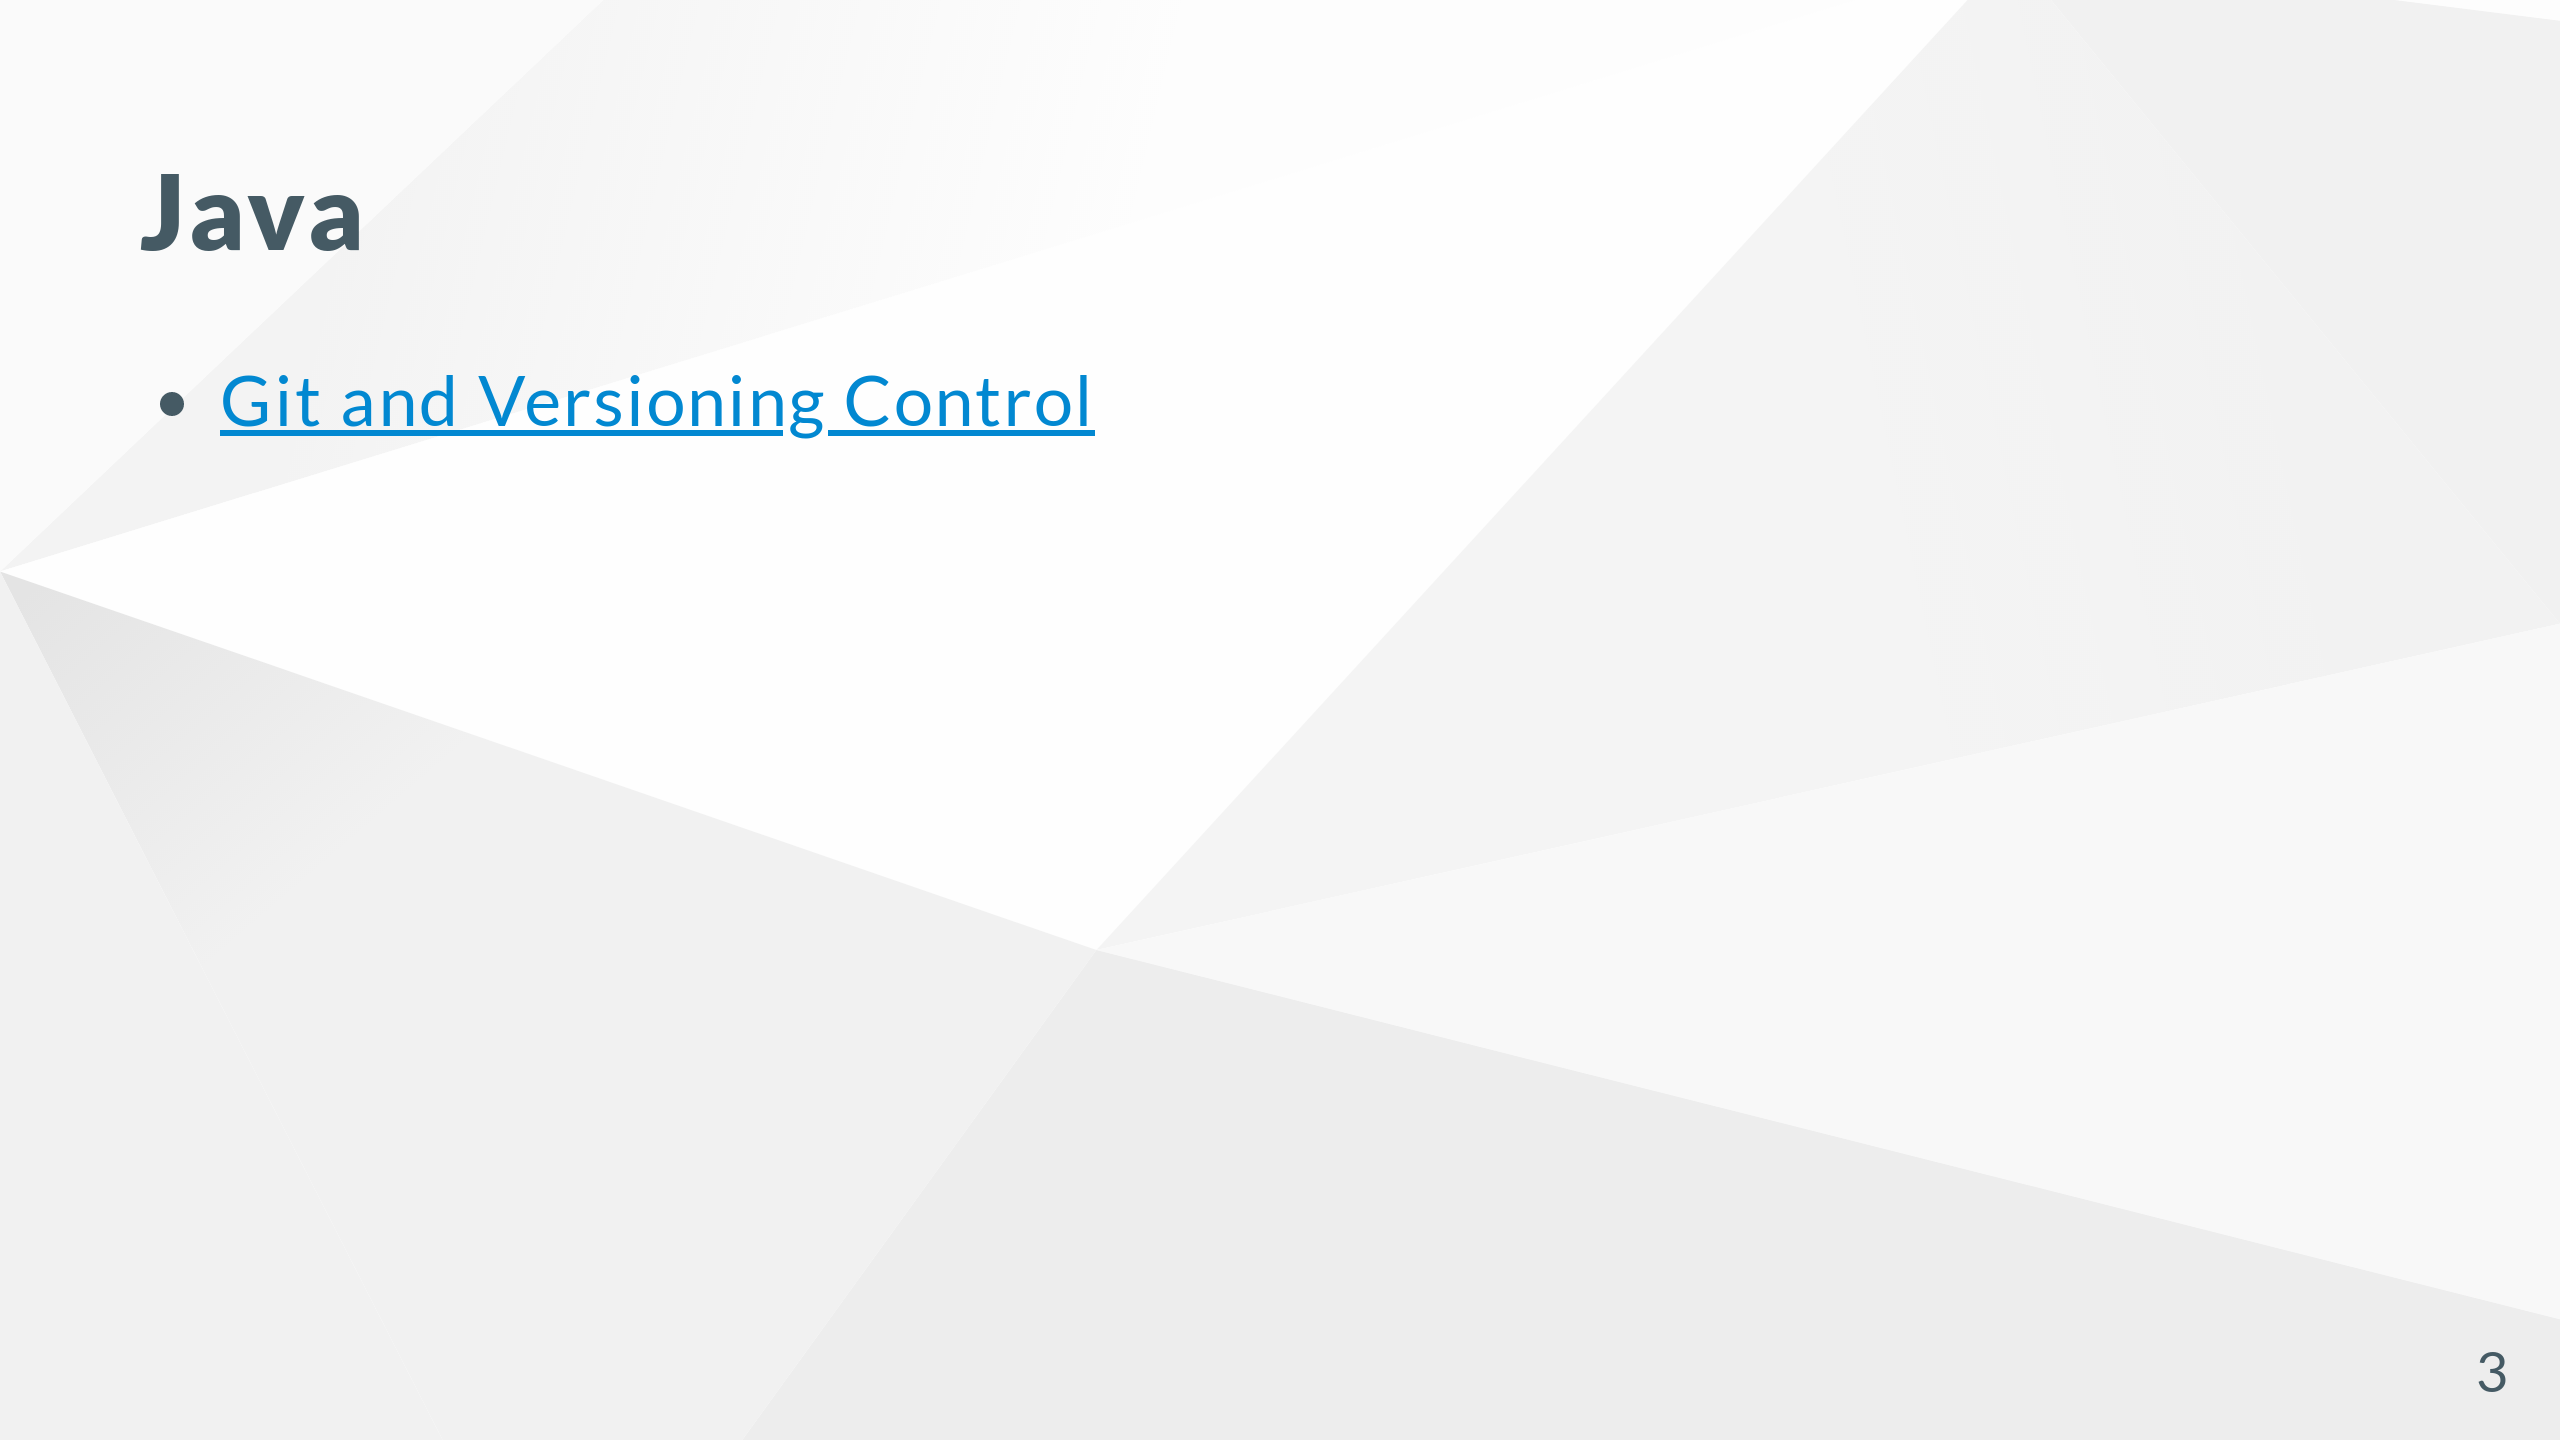 Java
• Git and Versioning Control
3